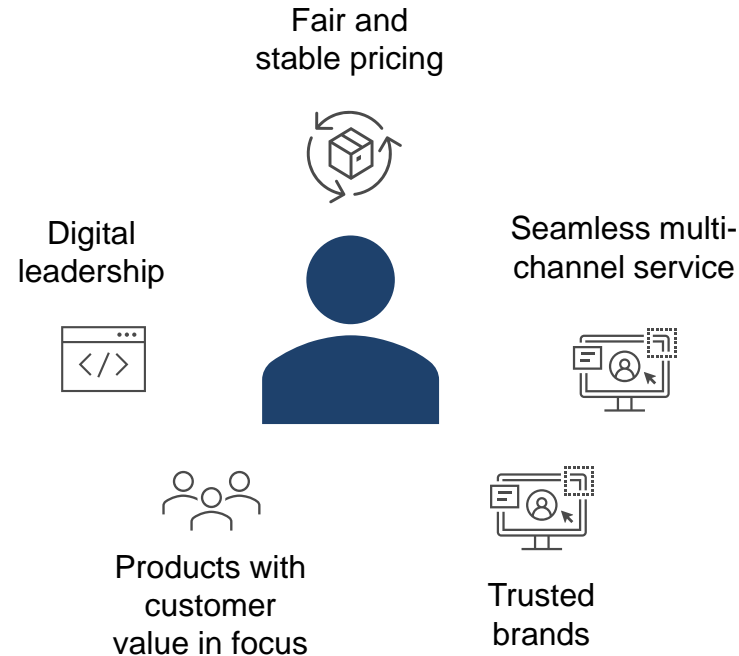 Fair and
stable pricing
Digital
leadership
Seamless multi-
channel service
Products with
customer
value in focus
Trusted
brands